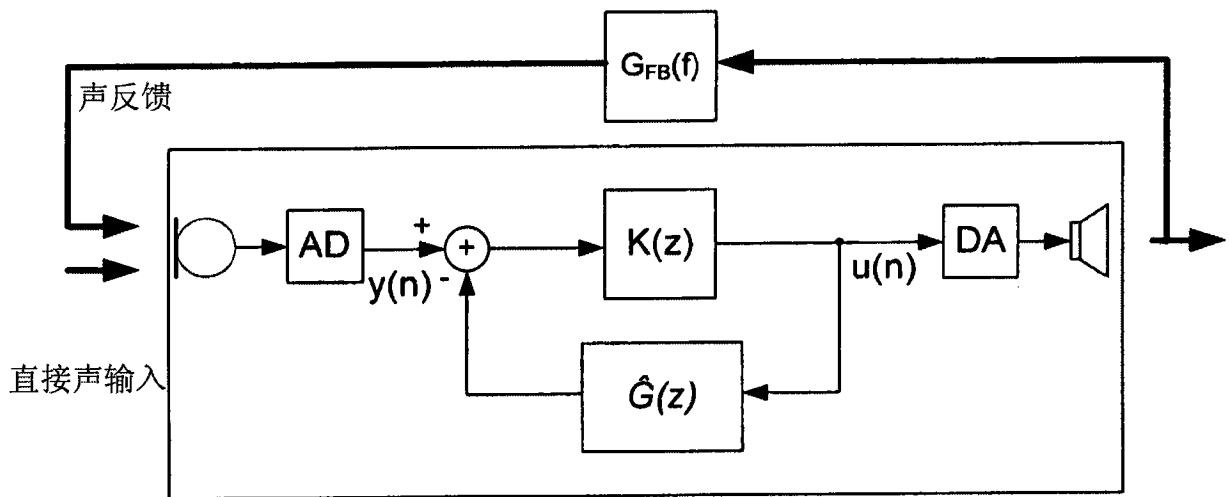 G_FB(f)
声反馈
AD
+
+
K(z)
DA
y(n)
-
u(n)
直接声输入
Ĝ(z)